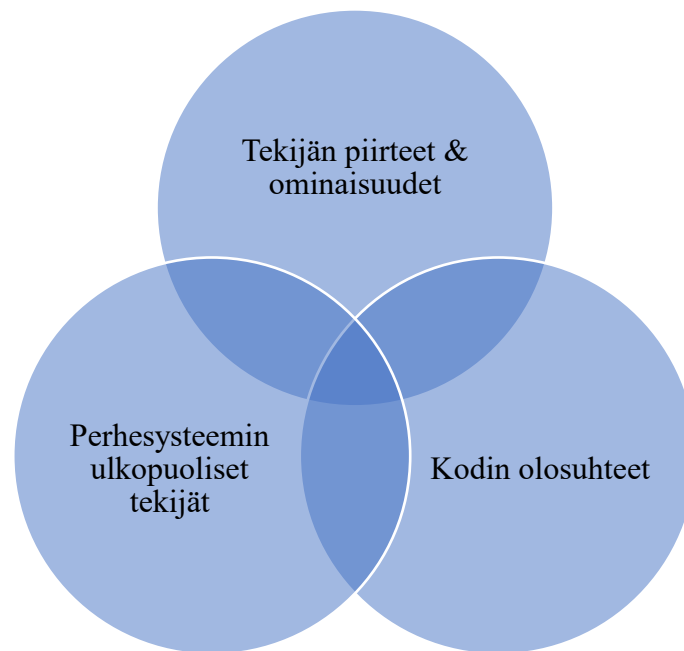 Tekijän piirteet &
ominaisuudet
Perhesysteemin
ulkopuoliset
tekijät
Kodin olosuhteet